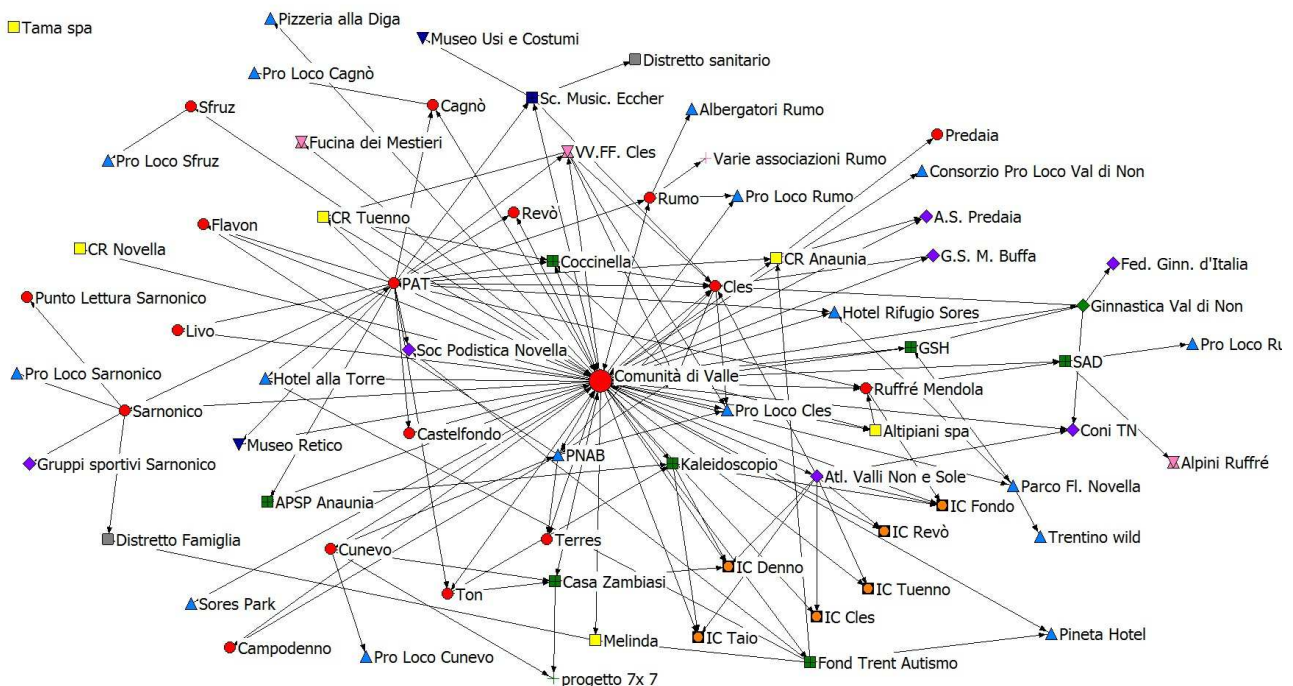 Pizzeria alla Diga
Tama spa
Museo Usi e Costumi
Distretto sanitario
Pro Loco Cagnò
Cagnò
Sc. Music. Eccher
Sfruz
Albergatori Rumo
Predaia
Fucina dei Mestieri
VV.FF. Cles
Varie associazioni Rumo
Pro Loco Sfruz
Consorzio Pro Loco Val di Non
Rumo
Pro Loco Rumo
Revò
CR Tuenno
A.S. Predaia
Flavon
CR Novella
G.S. M. Buffa
Coccinella
CR Anaunia
Fed. Ginn. d'Italia
PAT
Cles
Punto Lettura Sarnonico
Ginnastica Val di Non
Hotel Rifugio Sores
Livo
Soc Podistica Novella
GSH
Pro Loco Ru
SAD
Pro Loco Sarnonico
Hotel alla Torre
Comunità di Valle
Ruffré Mendola
Sarnonico
Pro Loco Cles
Castelfondo
Altipiani spa
Coni TN
Museo Retico
PNAB
Gruppi sportivi Sarnonico
Kaleidoscopio
Alpini Ruffré
Atl. Valli Non e Sole
Parco Fl. Novella
APSP Anaunia
IC Fondo
IC Revò
Distretto Famiglia
Terres
Trentino wild
Cunevo
IC Denno
Casa Zambiasi
IC Tuenno
Ton
Sores Park
IC Cles
Pineta Hotel
IC Taio
Melinda
Campodenno
Pro Loco Cunevo
Fond Trent Autismo
progetto 7x 7